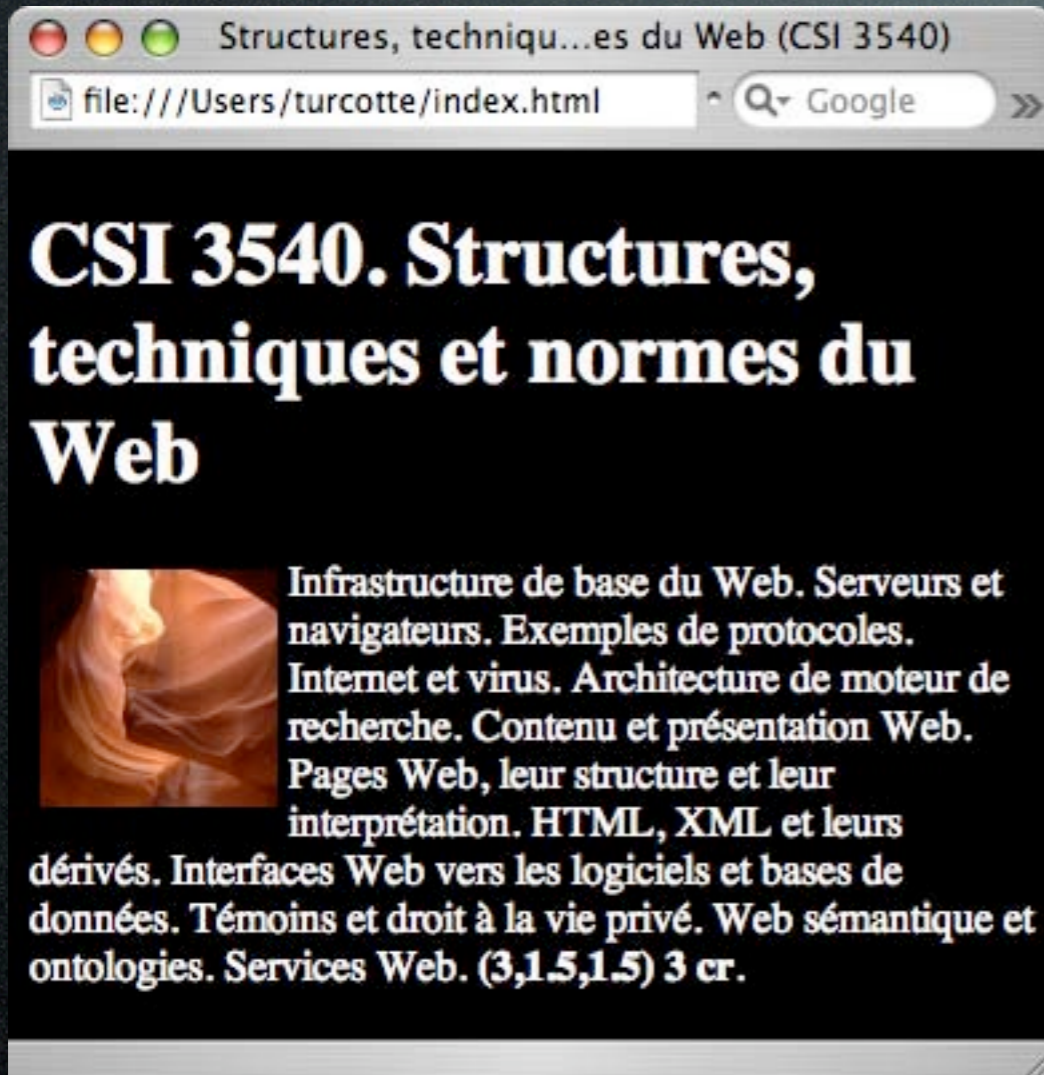 Structures, techniqu...es du Web (CSI 3540)
file:///Users/turcotte/index.html Google
CSI 3540. Structures,
techniques et normes du
Web
Infrastructure de base du Web. Serveurs et
navigateurs. Exemples de protocoles.
Internet et virus. Architecture de moteur de
recherche. Contenu et présentation Web.
Pages Web, leur structure et leur
interprétation. HTML, XML et leurs
dérivés. Interfaces Web vers les logiciels et bases de
données. Témoins et droit à la vie privé. Web sémantique et
ontologies. Services Web. (3,1.5,1.5) 3 cr.